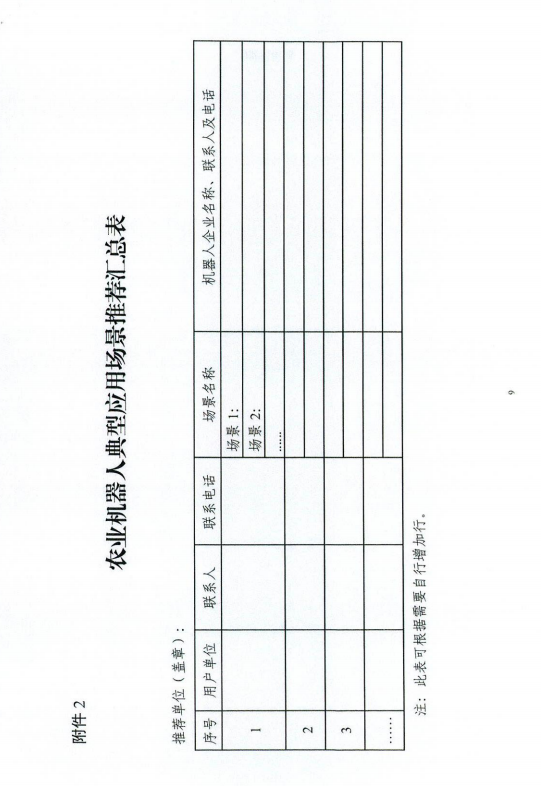 附件 2
农业机器人典型应用场景推荐汇总表
推荐单位（盖章）：
序号 用户单位 联系人 联系电话 场景名称 机器人企业名称、联系人及电话
1 场景 1:
场景 2:
......
2
3
......
注：此表可根据需要自行增加行。
9